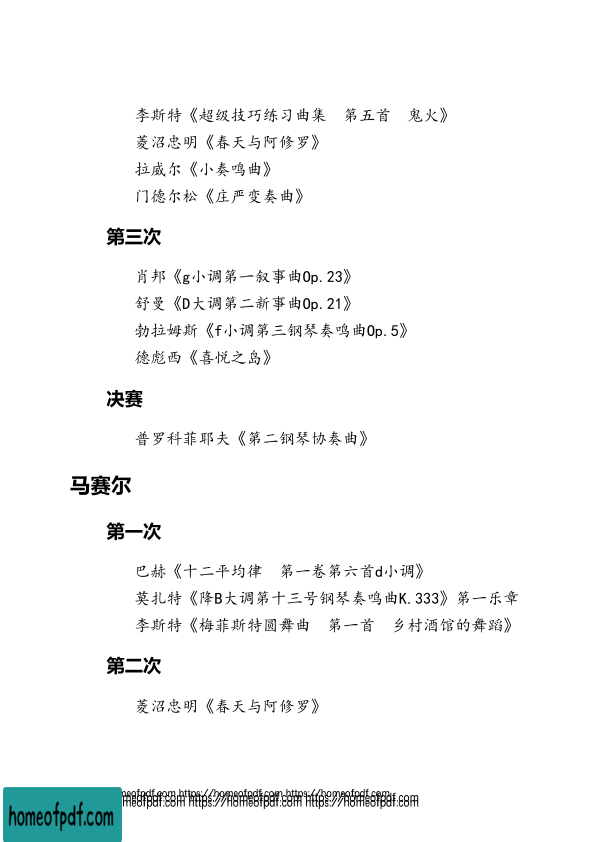 李斯特《超级技巧练习曲集　第五首　鬼火》
菱沼忠明《春天与阿修罗》
拉威尔《小奏鸣曲》
门德尔松《庄严变奏曲》
第三次
肖邦《g小调第一叙事曲Op.23》
舒曼《D大调第二新事曲Op.21》
勃拉姆斯《f小调第三钢琴奏鸣曲Op.5》
德彪西《喜悦之岛》
决赛
普罗科菲耶夫《第二钢琴协奏曲》
马赛尔
第一次
巴赫《十二平均律　第一卷第六首d小调》
莫扎特《降B大调第十三号钢琴奏鸣曲K.333》第一乐章
李斯特《梅菲斯特圆舞曲　第一首　乡村酒馆的舞蹈》
第二次
菱沼忠明《春天与阿修罗》
homeofpdf.com https://homeofpdf.com https://homeofpdf.com
homeofpdf.com https://homeofpdf.com https://homeofpdf.com
homeofpdf.com